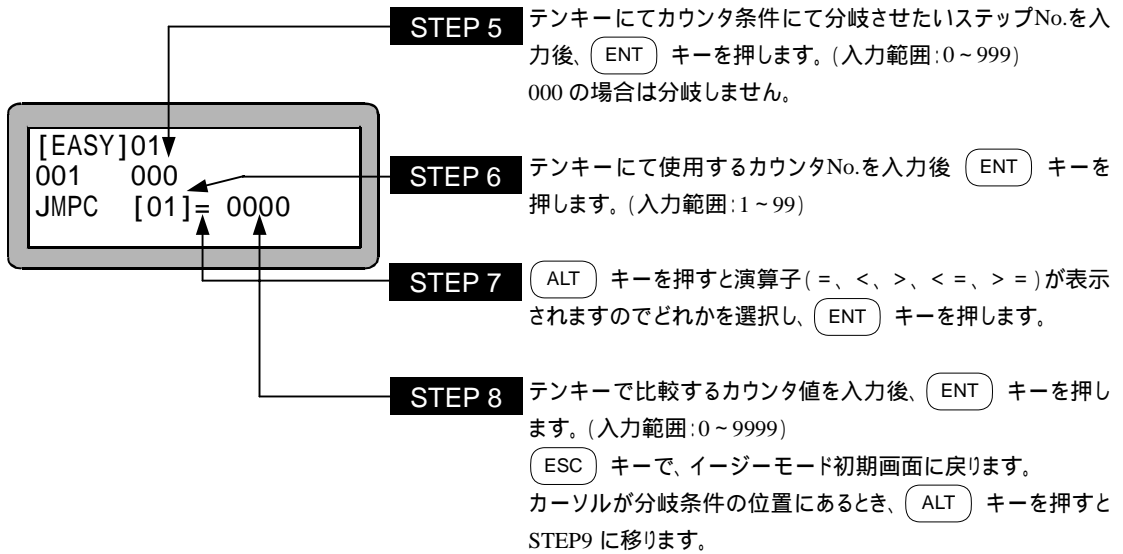 STEP 5
テンキーにてカウンタ条件にて分岐させたいステップNo.を入
力後、 ENT キーを押します。(入力範囲:0~999)
000 の場合は分岐しません。
[EASY]01
001 000
JMPC [01]= 0000
STEP 6
テンキーにて使用するカウンタNo.を入力後 ENT キーを
押します。(入力範囲:1~99)
STEP 7
ALT キーを押すと演算子(=、<、>、<=、>=)が表示
されますのでどれかを選択し、 ENT キーを押します。
STEP 8
テンキーで比較するカウンタ値を入力後、 ENT キーを押し
ます。(入力範囲:0~9999)
ESC キーで、イージーモード初期画面に戻ります。
カーソルが分岐条件の位置にあるとき、 ALT キーを押すと
STEP9 に移ります。